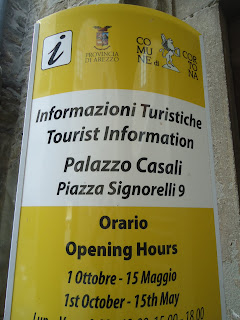 i
PROVINCIA
DI AREZZO
COMUNE di CORTONA
Informazioni Turistiche
Tourist Information
Palazzo Casali
Piazza Signorelli 9
Orario
Opening Hours
1 Ottobre - 15 Maggio
1st October - 15th May